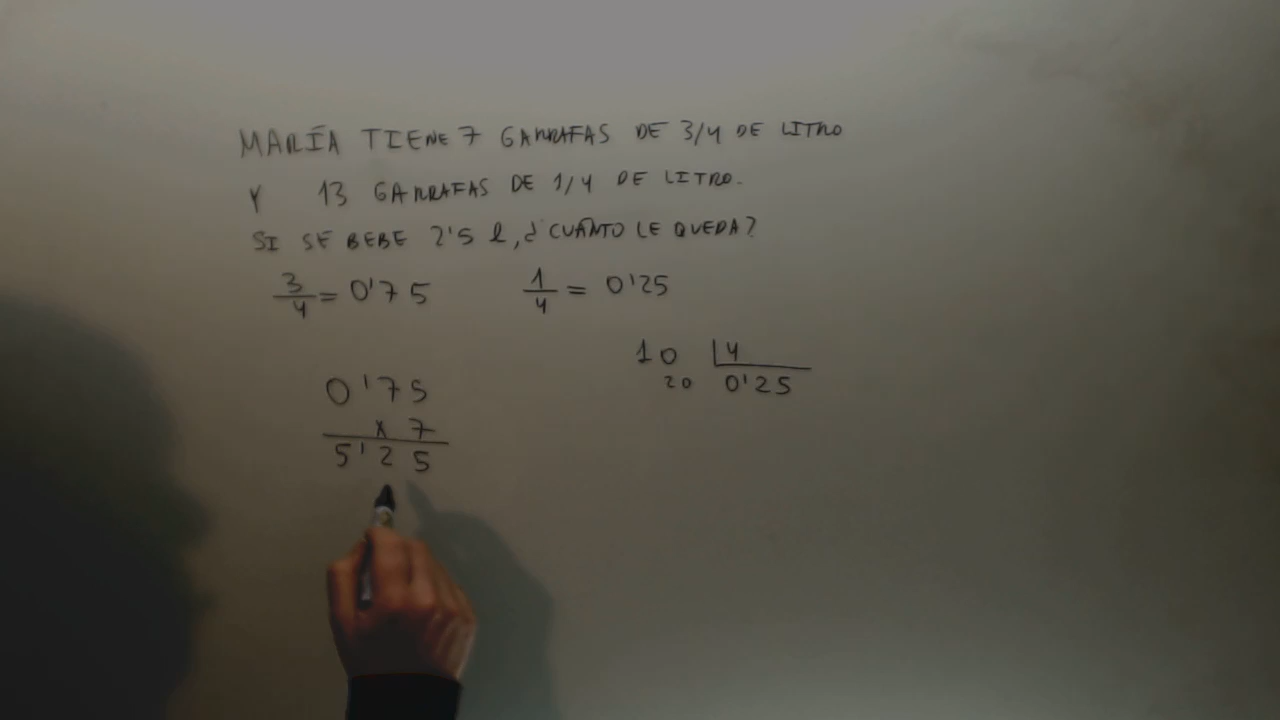 MARÍA TIENE 7 GARRAFAS DE 3/4 DE LITRO
Y 13 GARRAFAS DE 1/4 DE LITRO.
SI SE BEBE 2'5 l, ¿CUÁNTO LE QUEDA?
3/4 = 0'75 1/4 = 0'25
10 4
20 0'25
0'75
x 7
5'25